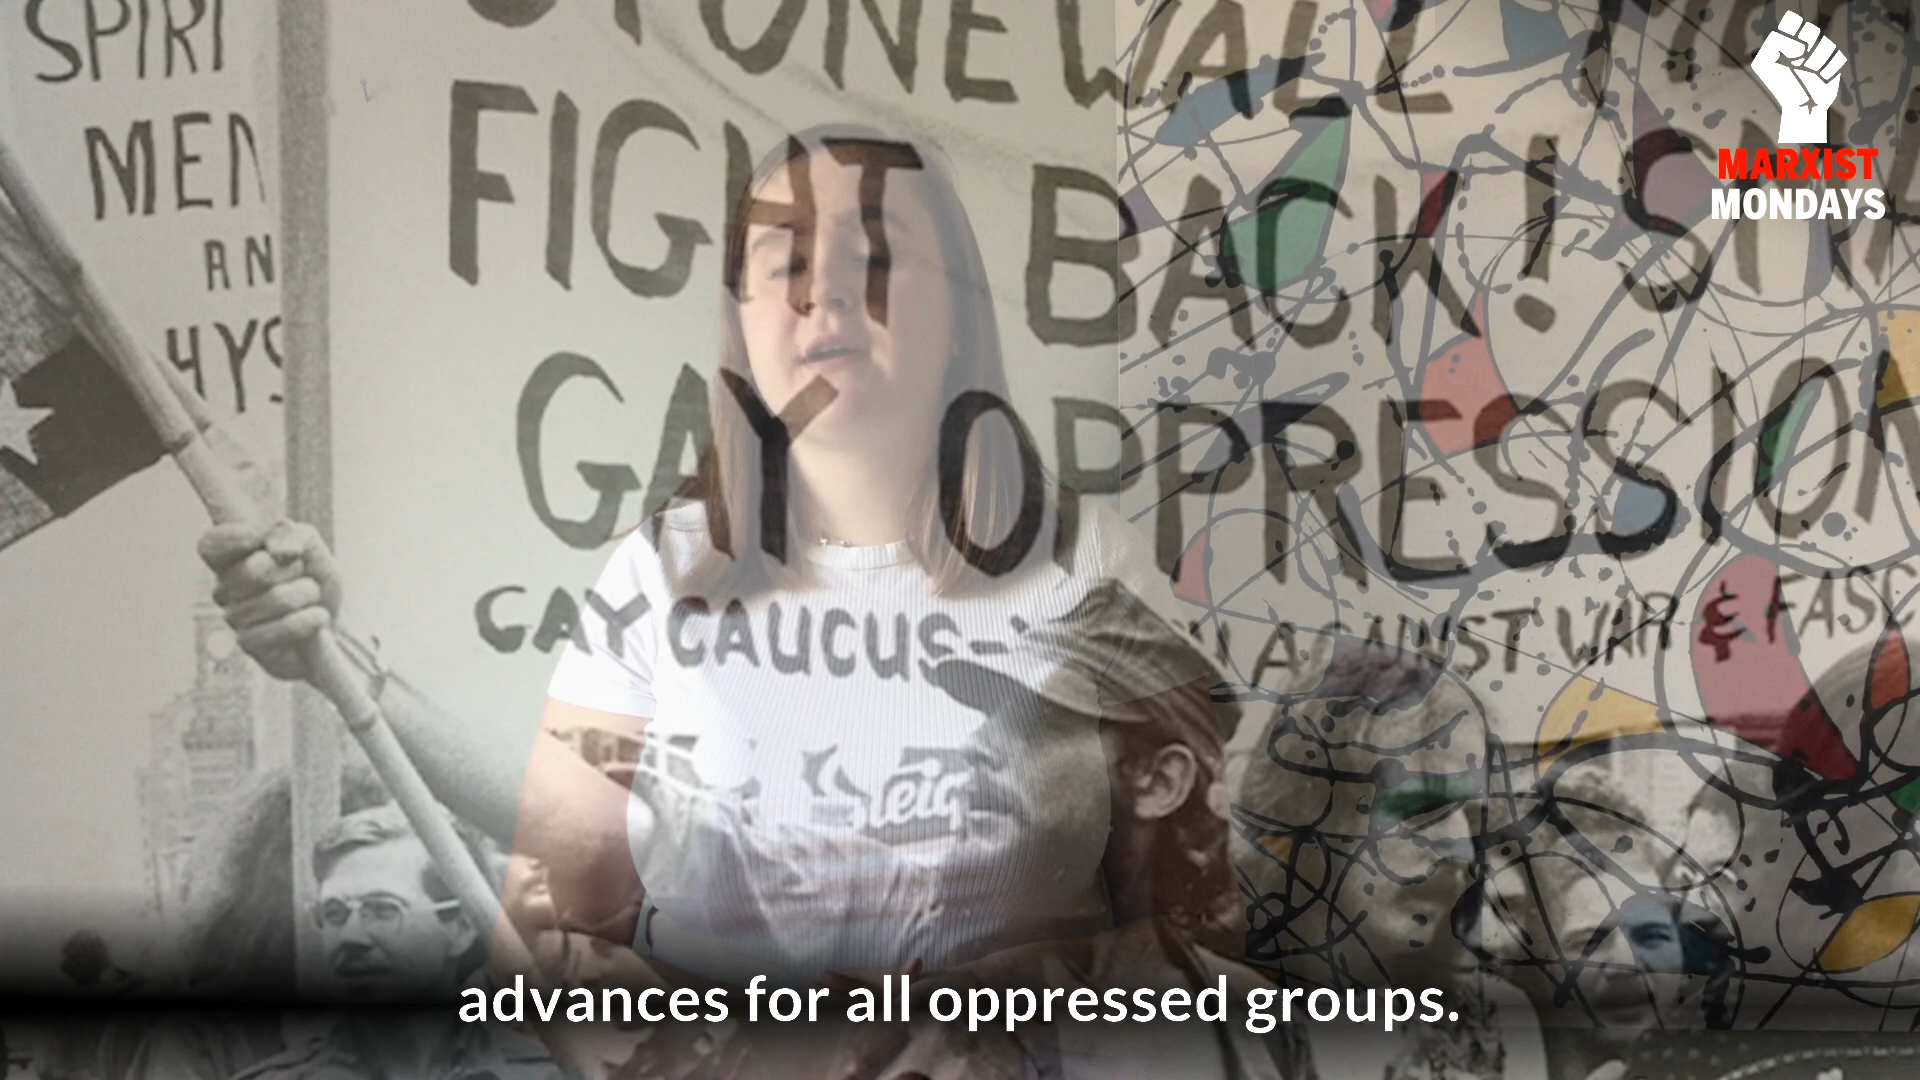 SPIRI
MEN
AN
STONEWALL
FIGHT BACK!
GAY OPPRESSION
GAY CAUCUS-
AGAINST WAR & FASC
MARXIST
MONDAYS
advances for all oppressed groups.